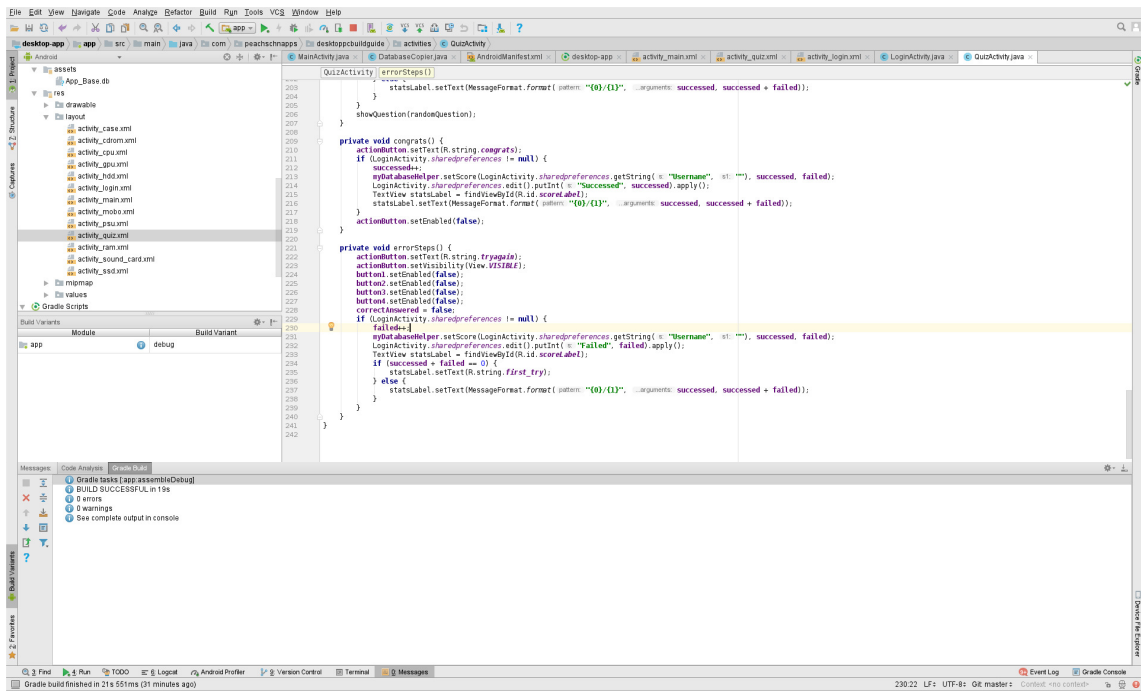 File Edit View Navigate Code Analyze Refactor Build Run Tools VCS Window Help
app
desktop-app app src main java com peachschnapps desktoppcbuildguide activities QuizActivity
Android
MainActivity.java DatabaseCopier.java AndroidManifest.xml desktop-app activity_main.xml activity_quiz.xml activity_login.xml LoginActivity.java QuizActivity.java
QuizActivity errorSteps()
1: Project
7: Structure
Captures
Build Variants
2: Favorites
Gradle
Device File Explorer
assets
App_Base.db
res
drawable
layout
activity_case.xml
activity_cdrom.xml
activity_cpu.xml
activity_gpu.xml
activity_hdd.xml
activity_login.xml
activity_main.xml
activity_mobo.xml
activity_psu.xml
activity_quiz.xml
activity_ram.xml
activity_sound_card.xml
activity_ssd.xml
mipmap
values
Gradle Scripts
Build Variants
Module Build Variant
app debug
203 statsLabel.setText(MessageFormat.format( pattern: "{0}/{1}", ...arguments: successed, successed + failed));
204 }
205 }
206 showQuestion(randomQuestion);
207 }
208
209 private void congrats() {
210 actionButton.setText(R.string.congrats);
211 if (LoginActivity.sharedpreferences != null) {
212 successed++;
213 myDatabaseHelper.setScore(LoginActivity.sharedpreferences.getString( s: "Username", s1: ""), successed, failed);
214 LoginActivity.sharedpreferences.edit().putInt( s: "Successed", successed).apply();
215 TextView statsLabel = findViewById(R.id.scoreLabel);
216 statsLabel.setText(MessageFormat.format( pattern: "{0}/{1}", ...arguments: successed, successed + failed));
217 }
218 actionButton.setEnabled(false);
219 }
220
221 private void errorSteps() {
222 actionButton.setText(R.string.tryagain);
223 actionButton.setVisibility(View.VISIBLE);
224 button1.setEnabled(false);
225 button2.setEnabled(false);
226 button3.setEnabled(false);
227 button4.setEnabled(false);
228 correctAnswered = false;
229 if (LoginActivity.sharedpreferences != null) {
230 failed++;
231 myDatabaseHelper.setScore(LoginActivity.sharedpreferences.getString( s: "Username", s1: ""), successed, failed);
232 LoginActivity.sharedpreferences.edit().putInt( s: "Failed", failed).apply();
233 TextView statsLabel = findViewById(R.id.scoreLabel);
234 if (successed + failed == 0) {
235 statsLabel.setText(R.string.first_try);
236 } else {
237 statsLabel.setText(MessageFormat.format( pattern: "{0}/{1}", ...arguments: successed, successed + failed));
238 }
239 }
240 }
241 }
242
Messages: Code Analysis Gradle Build
Gradle tasks [:app:assembleDebug]
BUILD SUCCESSFUL in 19s
0 errors
0 warnings
See complete output in console
3: Find 4: Run TODO 6: Logcat Android Profiler 9: Version Control Terminal 0: Messages Event Log Gradle Console
Gradle build finished in 21s 551ms (31 minutes ago) 230:22 LF÷ UTF-8÷ Git: master÷ Context: <no context>